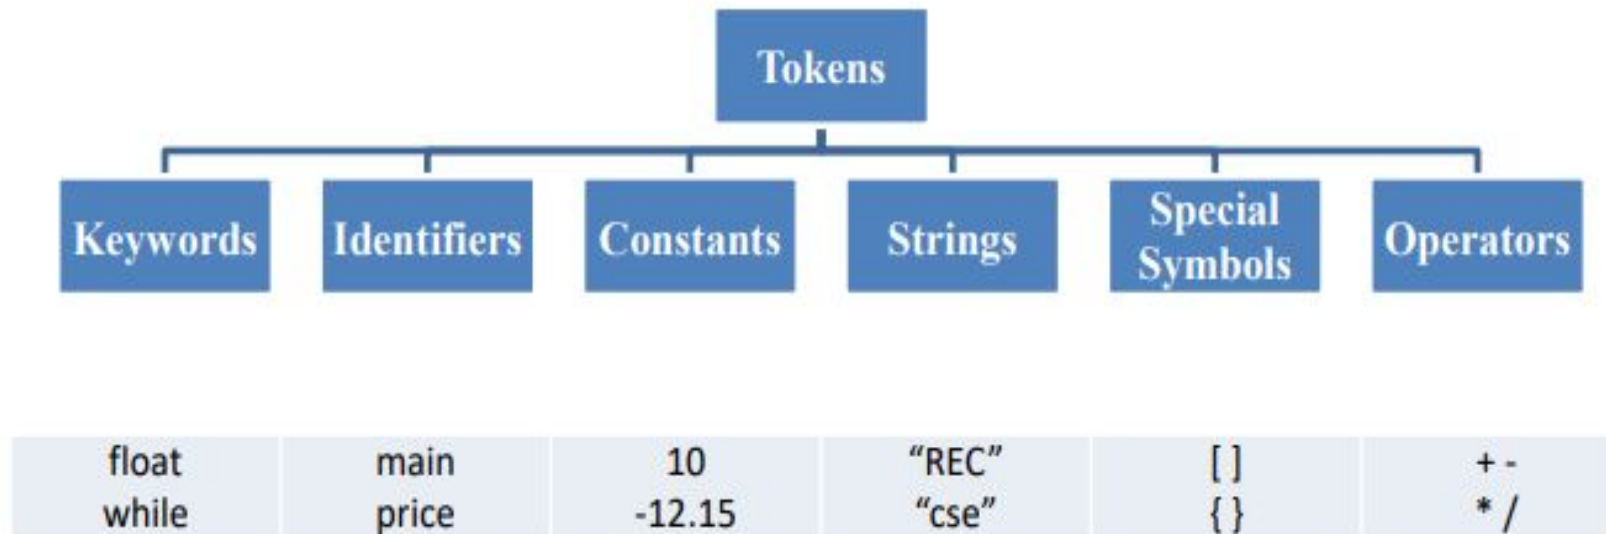 Tokens
Keywords Identifiers Constants Strings Special Symbols Operators
float main 10 “REC” [ ] + -
while price -12.15 “cse” { } * /